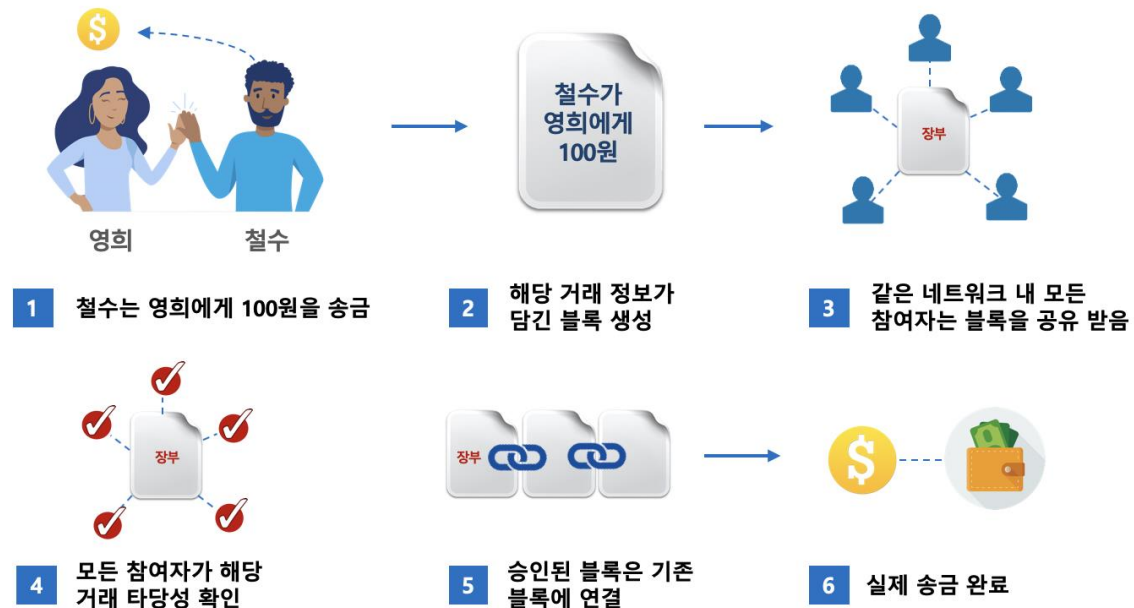 철수가
영희에게
100원
장부
영희
철수
1
철수는 영희에게 100원을 송금
2
해당 거래 정보가
담긴 블록 생성
3
같은 네트워크 내 모든
참여자는 블록을 공유 받음
장부
장부
4
모든 참여자가 해당
거래 타당성 확인
5
승인된 블록은 기존
블록에 연결
6
실제 송금 완료